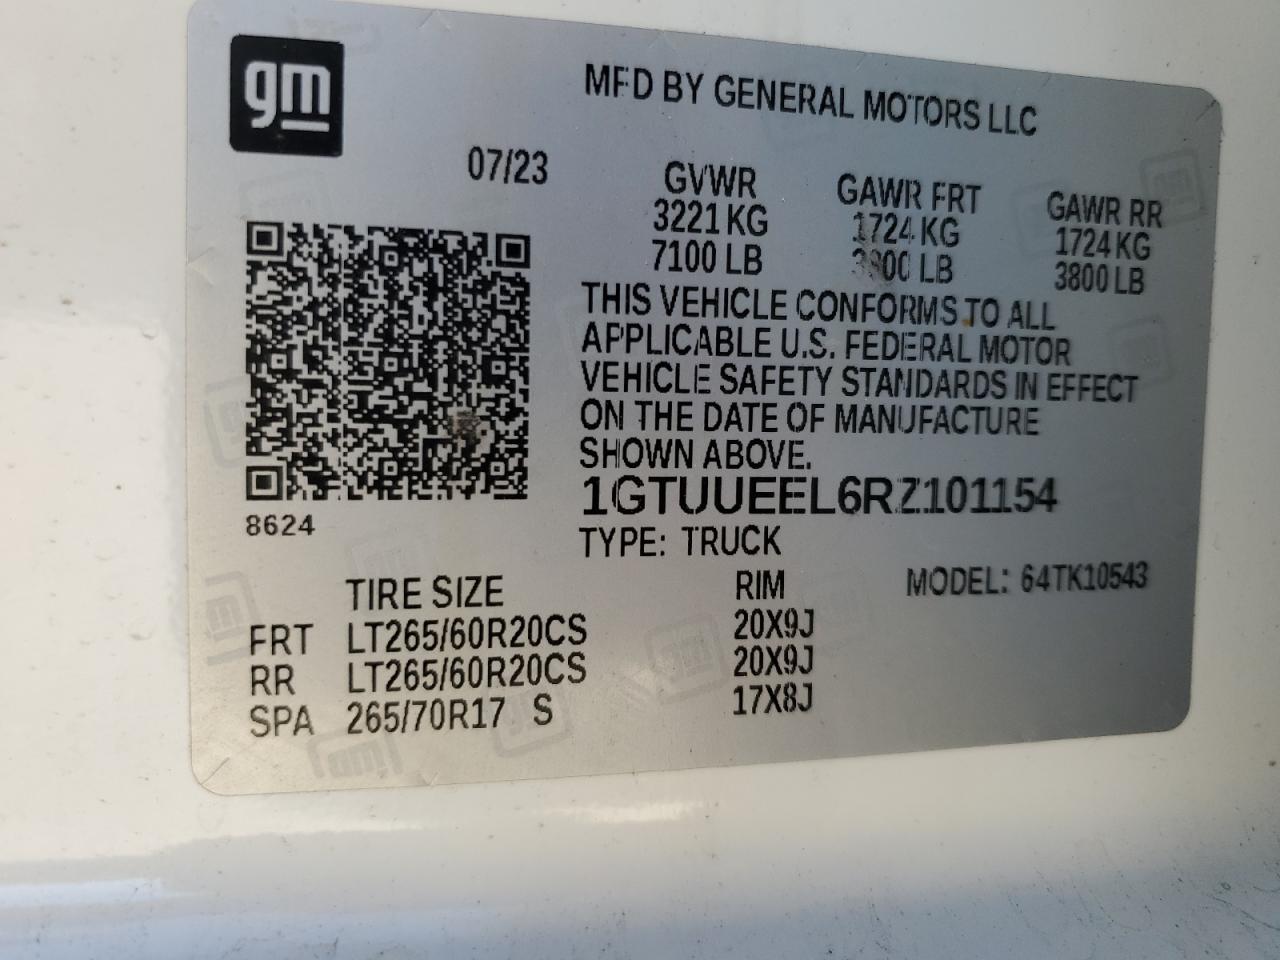 gm
MFD BY GENERAL MOTORS LLC
07/23
GVWR GAWR FRT GAWR RR
3221 KG 1724 KG 1724 KG
7100 LB 3800 LB 3800 LB
THIS VEHICLE CONFORMS TO ALL
APPLICABLE U.S. FEDERAL MOTOR
VEHICLE SAFETY STANDARDS IN EFFECT
ON THE DATE OF MANUFACTURE
SHOWN ABOVE.
1GTUUEEL6RZ101154
8624
TYPE: TRUCK
MODEL: 64TK10543
TIRE SIZE RIM
FRT LT265/60R20CS 20X9J
RR LT265/60R20CS 20X9J
SPA 265/70R17 S 17X8J